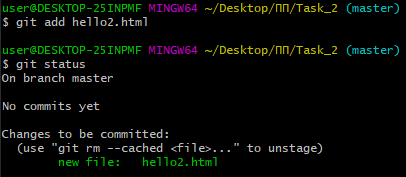 user@DESKTOP-25INPMF MINGW64 ~/Desktop/ПП/Task_2 (master)
$ git add hello2.html
user@DESKTOP-25INPMF MINGW64 ~/Desktop/ПП/Task_2 (master)
$ git status
On branch master
No commits yet
Changes to be committed:
  (use "git rm --cached <file>..." to unstage)
        new file:   hello2.html